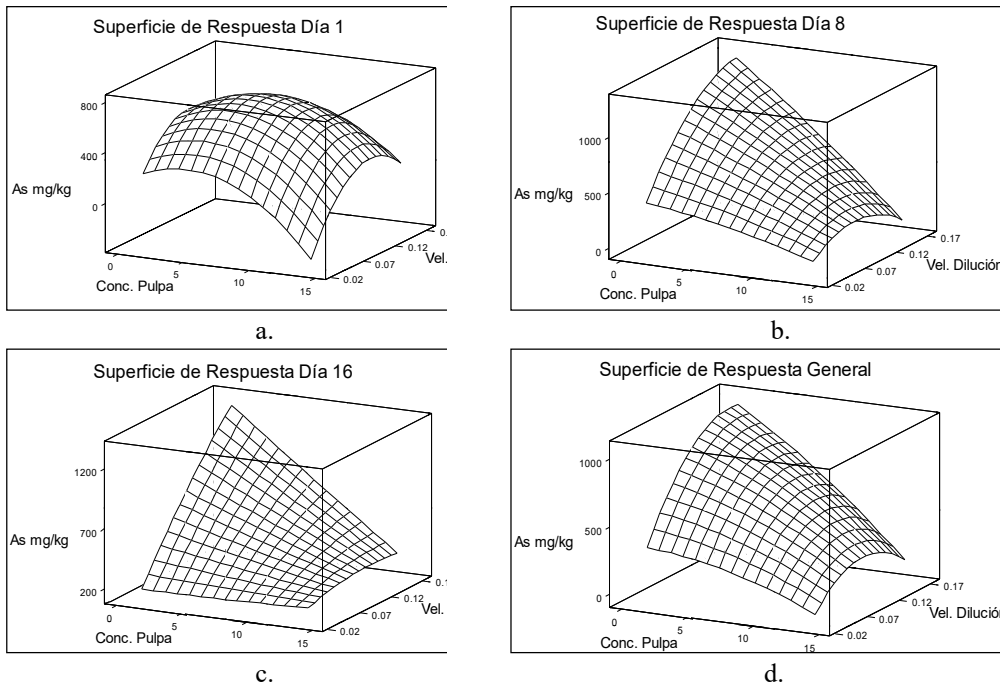 Superficie de Respuesta Día 1
800
400
As mg/kg
0
0
5
Conc. Pulpa
10
15
0.02
0.07
0.12
Vel.
a.
Superficie de Respuesta Día 8
1000
500
As mg/kg
0
0
5
Conc. Pulpa
10
15
0.02
0.07
0.12
0.17
Vel. Dilución
b.
Superficie de Respuesta Día 16
1200
700
As mg/kg
200
0
5
Conc. Pulpa
10
15
0.02
0.07
0.12
Vel.
c.
Superficie de Respuesta General
1000
500
As mg/kg
0
0
5
Conc. Pulpa
10
15
0.02
0.07
0.12
0.17
Vel. Dilución
d.